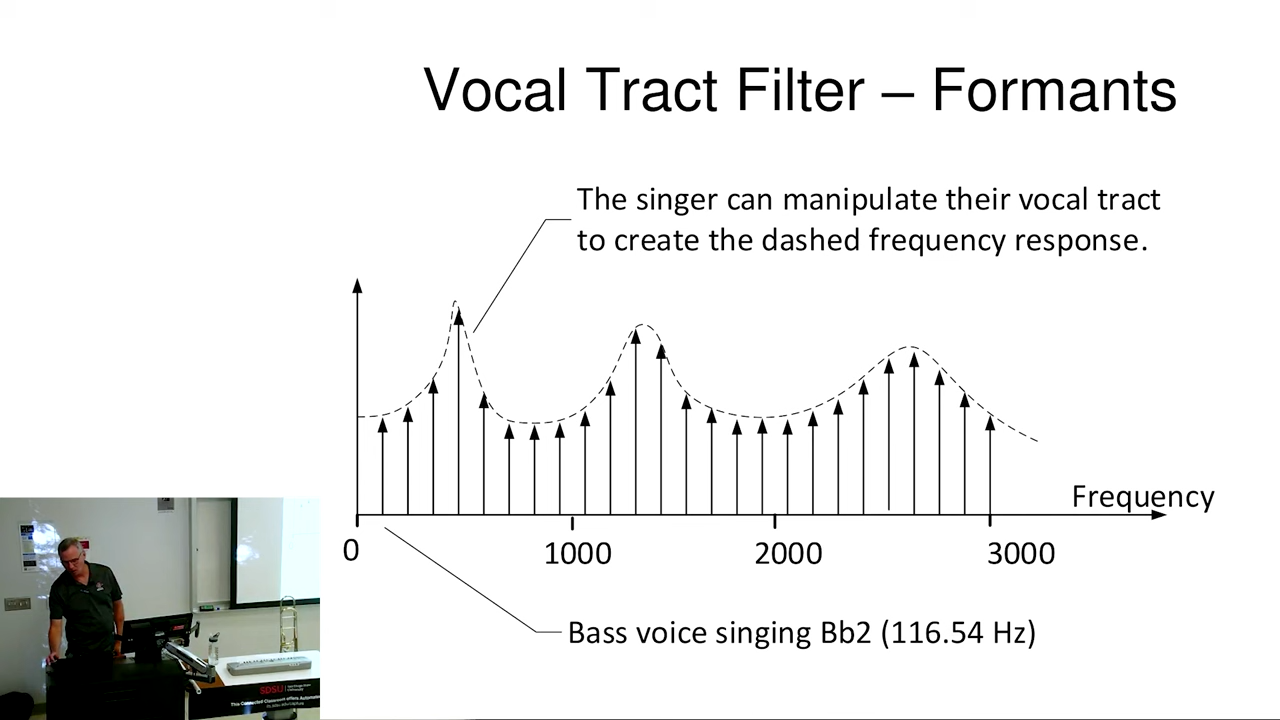 Vocal Tract Filter – Formants
The singer can manipulate their vocal tract
to create the dashed frequency response.
Frequency
0
1000
2000
3000
Bass voice singing Bb2 (116.54 Hz)
SDSU